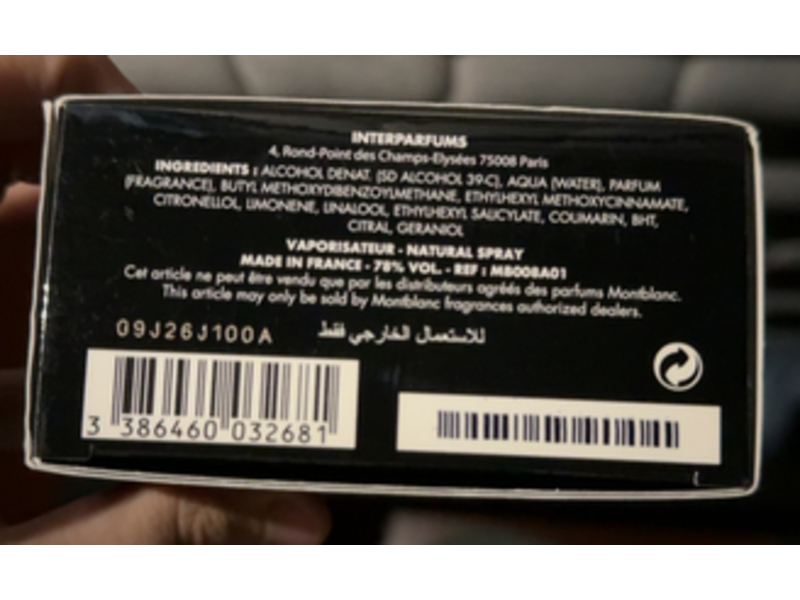 INTERPARFUMS
4, Rond-Point des Champs-Elysées 75008 Paris
INGREDIENTS : ALCOHOL DENAT. (SD ALCOHOL 39-C), AQUA (WATER), PARFUM
(FRAGRANCE), BUTYL METHOXYDIBENZOYLMETHANE, ETHYLHEXYL METHOXYCINNAMATE,
CITRONELLOL, LIMONENE, LINALOOL, ETHYLHEXYL SALICYLATE, COUMARIN, BHT,
CITRAL, GERANIOL
VAPORISATEUR - NATURAL SPRAY
MADE IN FRANCE - 78% VOL. - REF : MB008A01
Cet article ne peut être vendu que par les distributeurs agréés des parfums Montblanc.
This article may only be sold by Montblanc fragrances authorized dealers.
09J26J100A للاستعمال الخارجي فقط
3 386460 032681